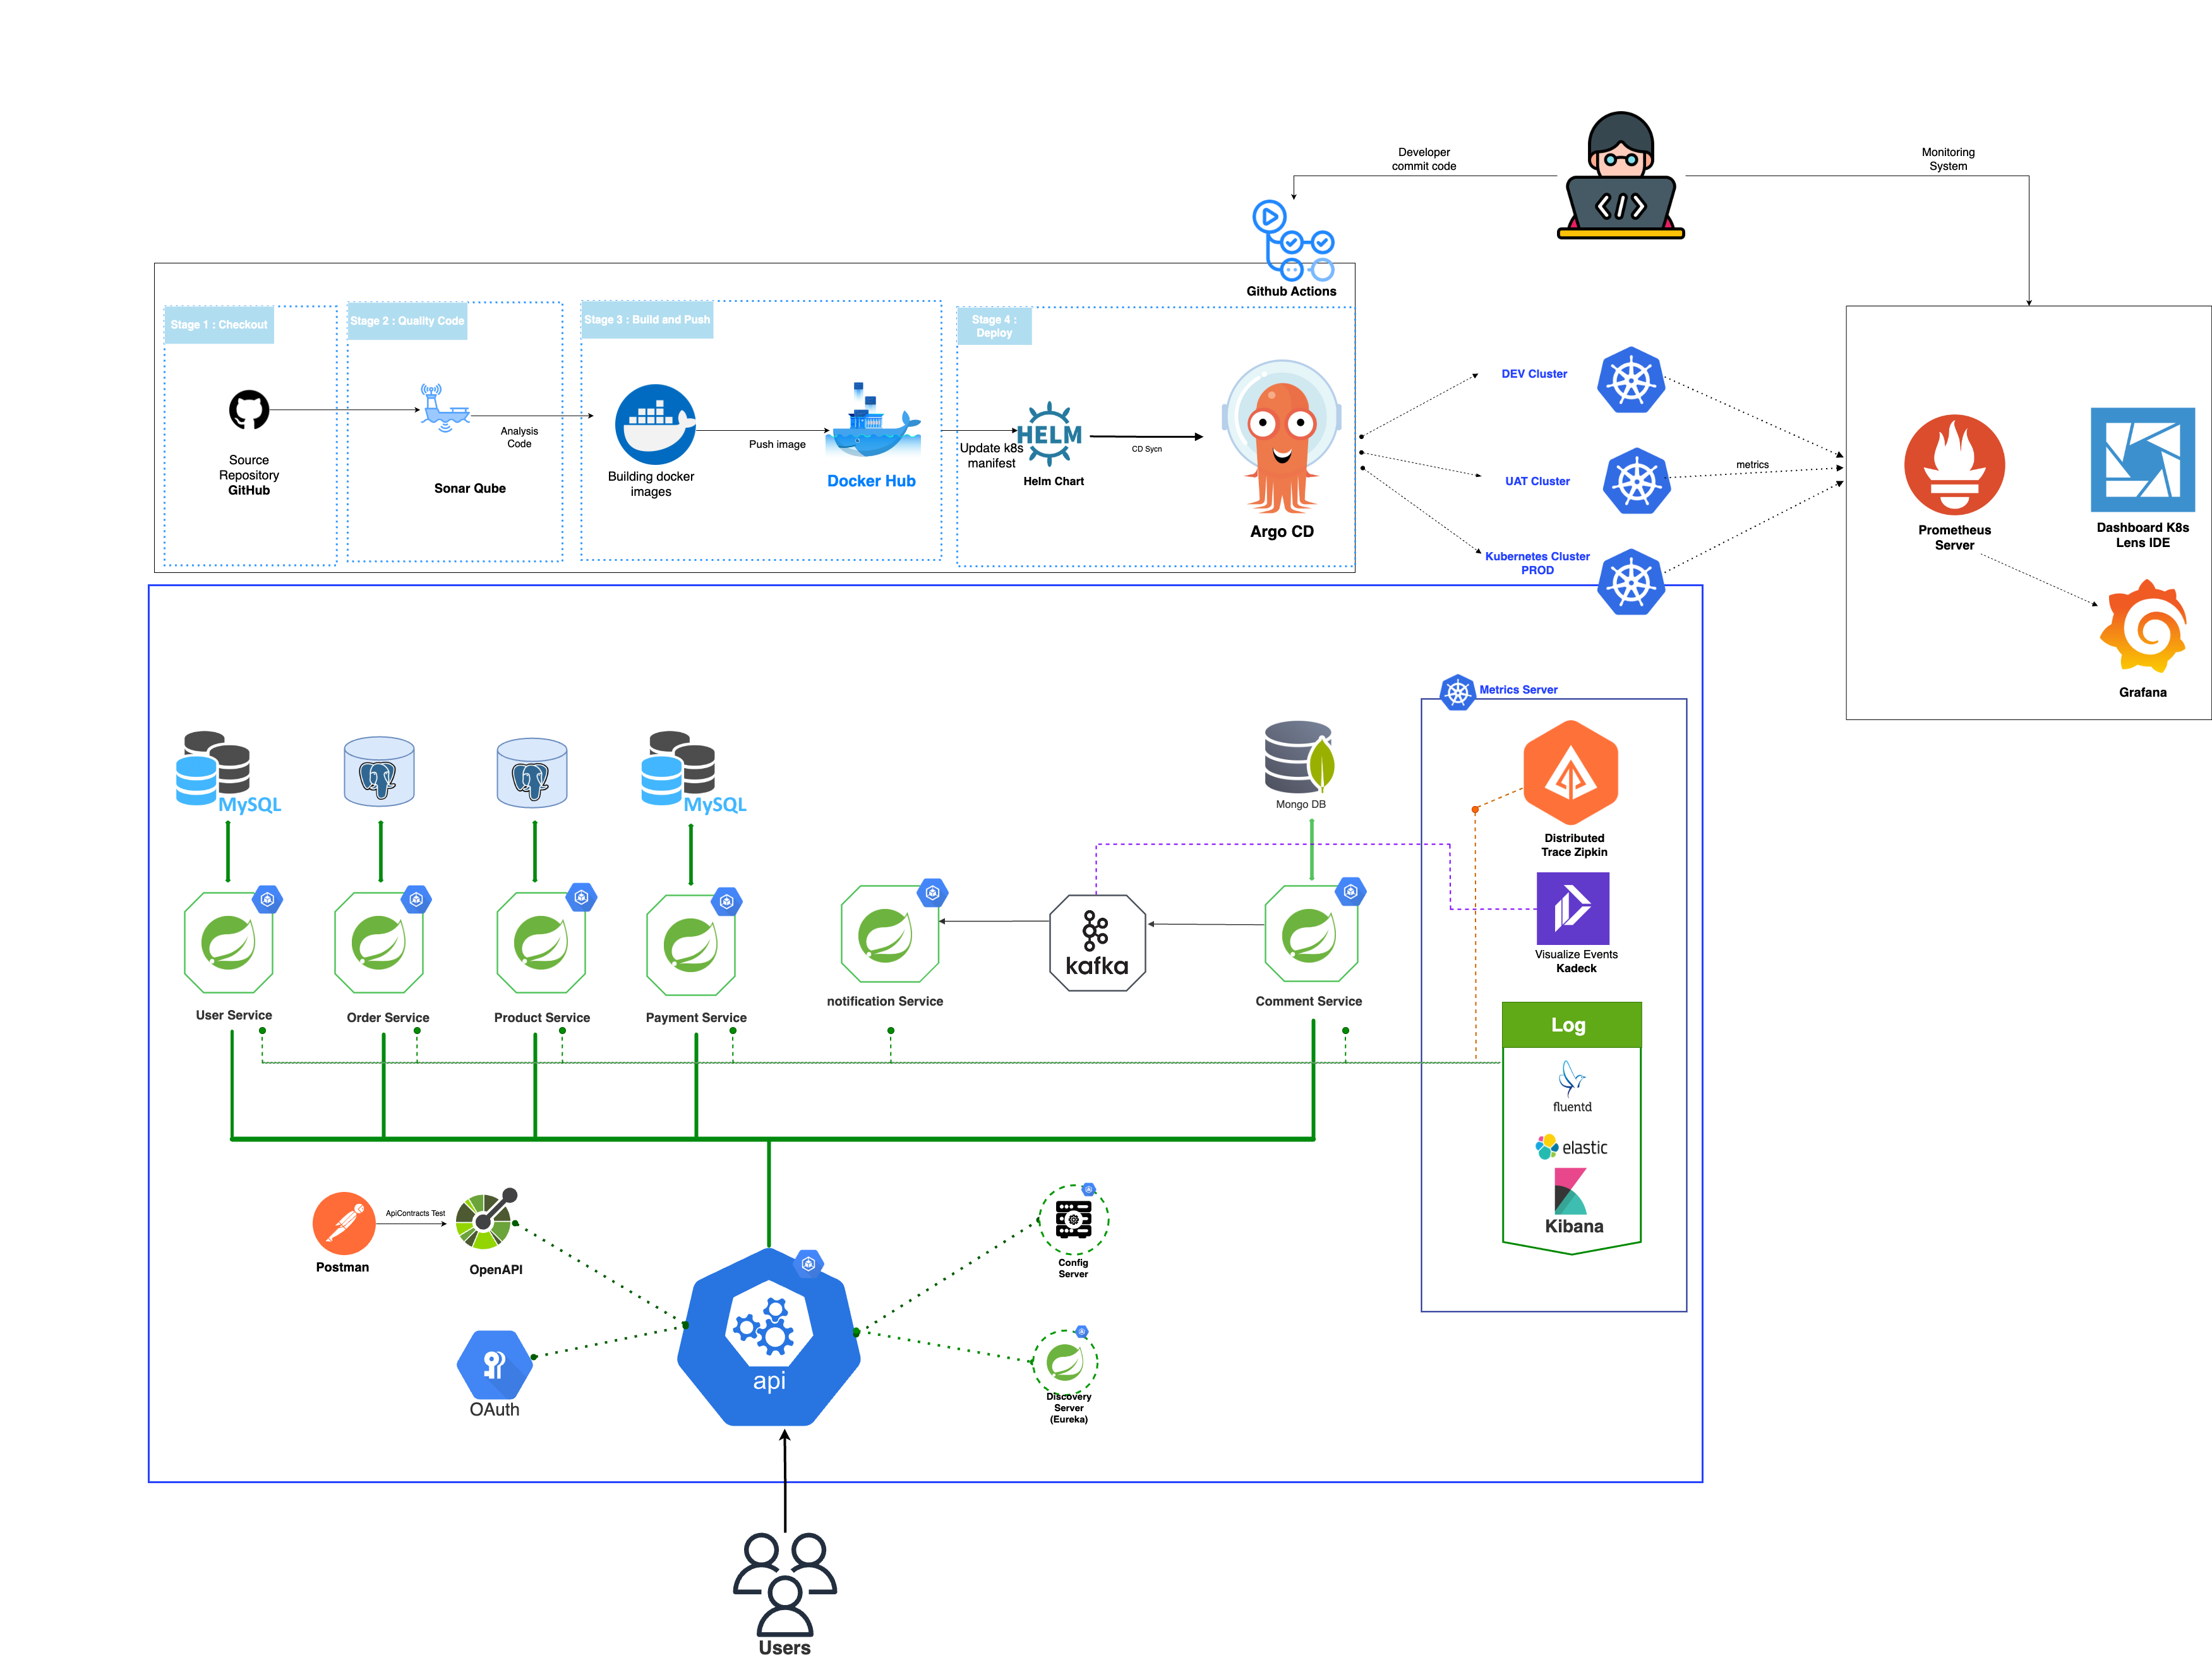 Developer
commit code
Monitoring
System
Github Actions
Stage 1 : Checkout
Stage 2 : Quality Code
Stage 3 : Build and Push
Stage 4 :
Deploy
Source
Repository
GitHub
Analysis
Code
Sonar Qube
Building docker
images
Push image
Docker Hub
Update k8s
manifest
HELM
Helm Chart
CD Sycn
Argo CD
DEV Cluster
UAT Cluster
Kubernetes Cluster
PROD
metrics
Prometheus
Server
Dashboard K8s
Lens IDE
Grafana
Metrics Server
MySQL
MySQL
Mongo DB
Distributed
Trace Zipkin
Visualize Events
Kadeck
kafka
User Service
Order Service
Product Service
Payment Service
notification Service
Comment Service
Log
fluentd
elastic
Kibana
Postman
ApiContracts Test
OpenAPI
OAuth
api
Config
Server
Discovery
Server
(Eureka)
Users